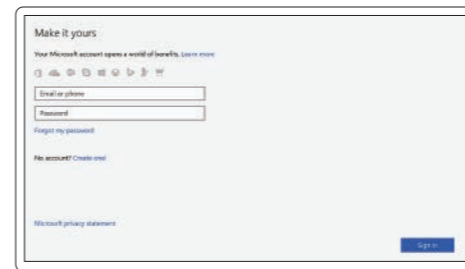 Make it yours
Your Microsoft account opens a world of benefits. Learn more
Email or phone
Password
Forgot my password
No account? Create one!
Microsoft privacy statement
Sign in